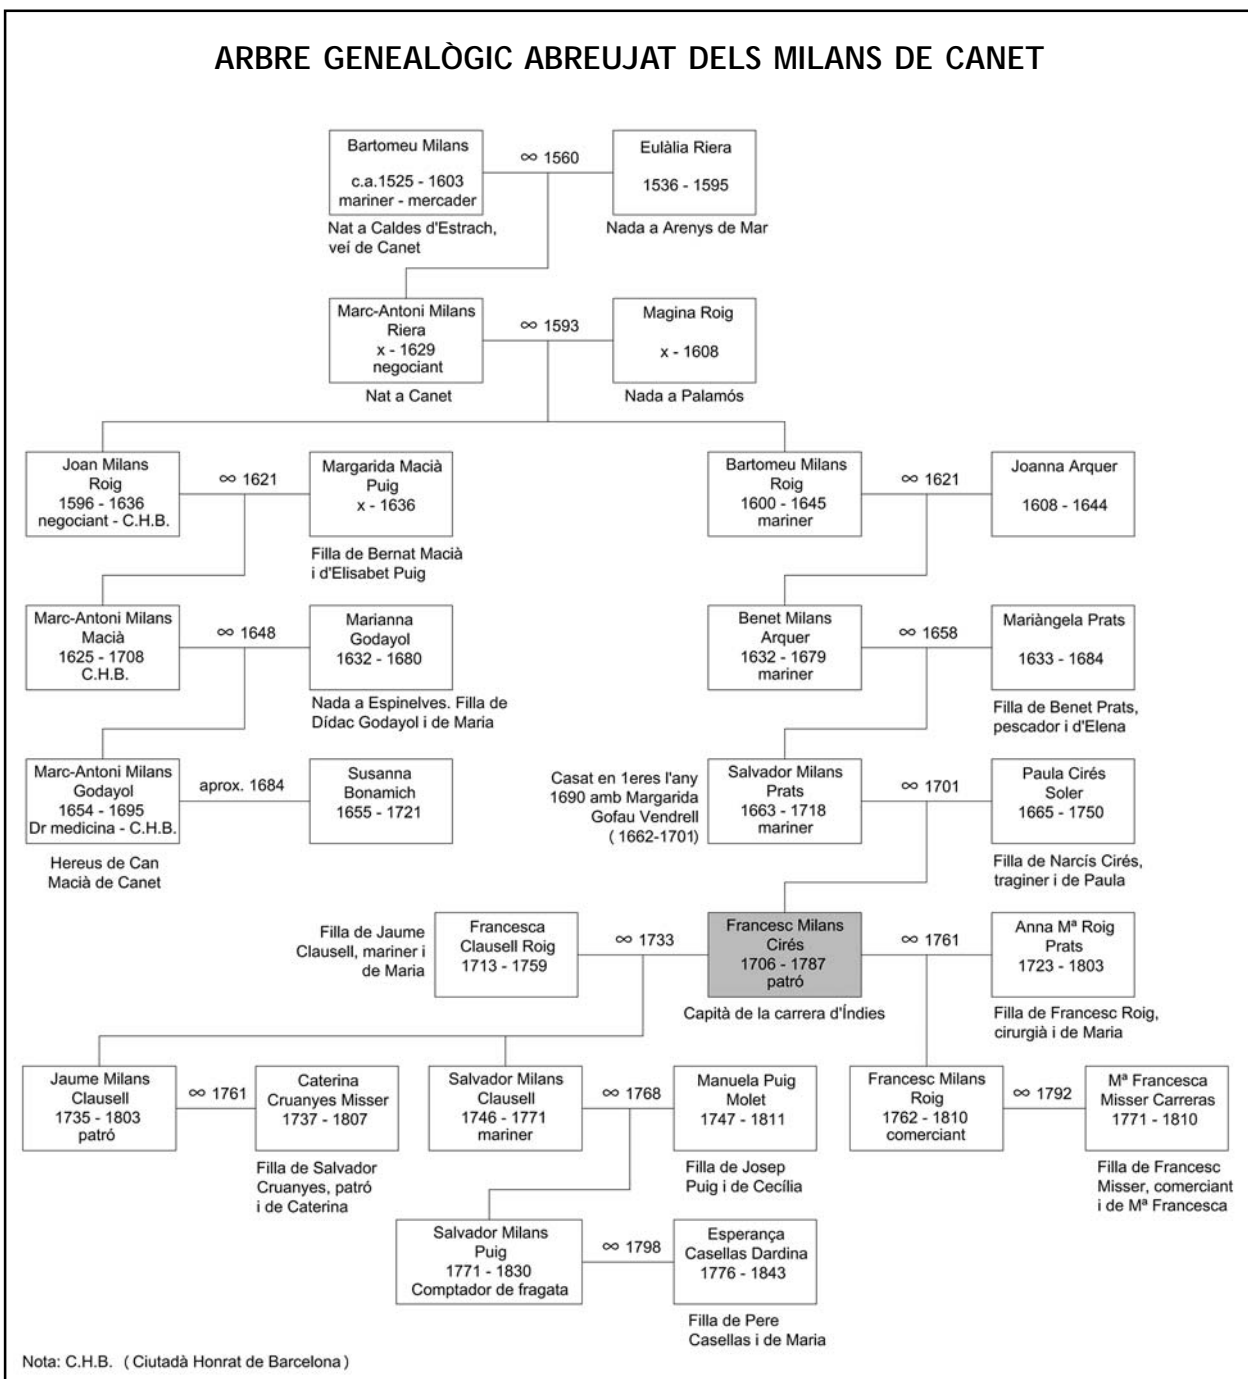 ARBRE GENEALÒGIC ABREUJAT DELS MILANS DE CANET
Bartomeu Milans
c.a.1525 - 1603
mariner - mercader
∞ 1560
Eulàlia Riera
1536 - 1595
Nat a Caldes d'Estrach,
veí de Canet
Nada a Arenys de Mar
Marc-Antoni Milans
Riera
x - 1629
negociant
∞ 1593
Magina Roig
x - 1608
Nat a Canet
Nada a Palamós
Joan Milans
Roig
1596 - 1636
negociant - C.H.B.
∞ 1621
Margarida Macià
Puig
x - 1636
Filla de Bernat Macià
i d'Elisabet Puig
Bartomeu Milans
Roig
1600 - 1645
mariner
∞ 1621
Joanna Arquer
1608 - 1644
Marc-Antoni Milans
Macià
1625 - 1708
C.H.B.
∞ 1648
Marianna
Godayol
1632 - 1680
Nada a Espinelves. Filla de
Dídac Godayol i de Maria
Benet Milans
Arquer
1632 - 1679
mariner
∞ 1658
Mariàngela Prats
1633 - 1684
Filla de Benet Prats,
pescador i d'Elena
Marc-Antoni Milans
Godayol
1654 - 1695
Dr medicina - C.H.B.
aprox. 1684
Susanna
Bonamich
1655 - 1721
Hereus de Can
Macià de Canet
Casat en 1eres l'any
1690 amb Margarida
Gofau Vendrell
( 1662-1701)
Salvador Milans
Prats
1663 - 1718
mariner
∞ 1701
Paula Cirés
Soler
1665 - 1750
Filla de Narcís Cirés,
traginer i de Paula
Filla de Jaume
Clausell, mariner i
de Maria
Francesca
Clausell Roig
1713 - 1759
∞ 1733
Francesc Milans
Cirés
1706 - 1787
patró
∞ 1761
Anna Mª Roig
Prats
1723 - 1803
Capità de la carrera d'Índies
Filla de Francesc Roig,
cirurgià i de Maria
Jaume Milans
Clausell
1735 - 1803
patró
∞ 1761
Caterina
Cruanyes Misser
1737 - 1807
Filla de Salvador
Cruanyes, patró
i de Caterina
Salvador Milans
Clausell
1746 - 1771
mariner
∞ 1768
Manuela Puig
Molet
1747 - 1811
Filla de Josep
Puig i de Cecília
Francesc Milans
Roig
1762 - 1810
comerciant
∞ 1792
Mª Francesca
Misser Carreras
1771 - 1810
Filla de Francesc
Misser, comerciant
i de Mª Francesca
Salvador Milans
Puig
1771 - 1830
Comptador de fragata
∞ 1798
Esperança
Casellas Dardina
1776 - 1843
Filla de Pere
Casellas i de Maria
Nota: C.H.B. ( Ciutadà Honrat de Barcelona )